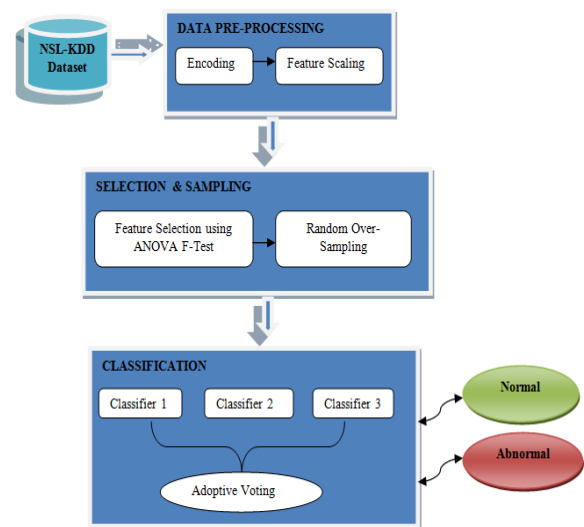 NSL-KDD
Dataset
DATA PRE-PROCESSING
Encoding
Feature Scaling
SELECTION & SAMPLING
Feature Selection using
ANOVA F-Test
Random Over-
Sampling
CLASSIFICATION
Classifier 1
Classifier 2
Classifier 3
Adoptive Voting
Normal
Abnormal